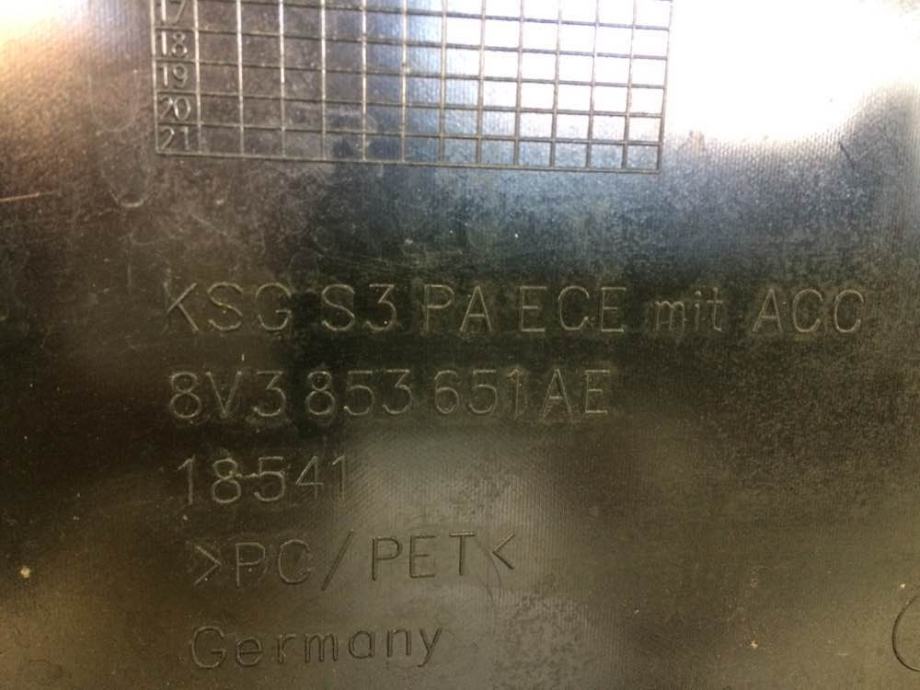 17
18
19
20
21
KSG S3 PA ECE mit ACC
8V3 853 651 AE
18541
>PC/PET<
Germany